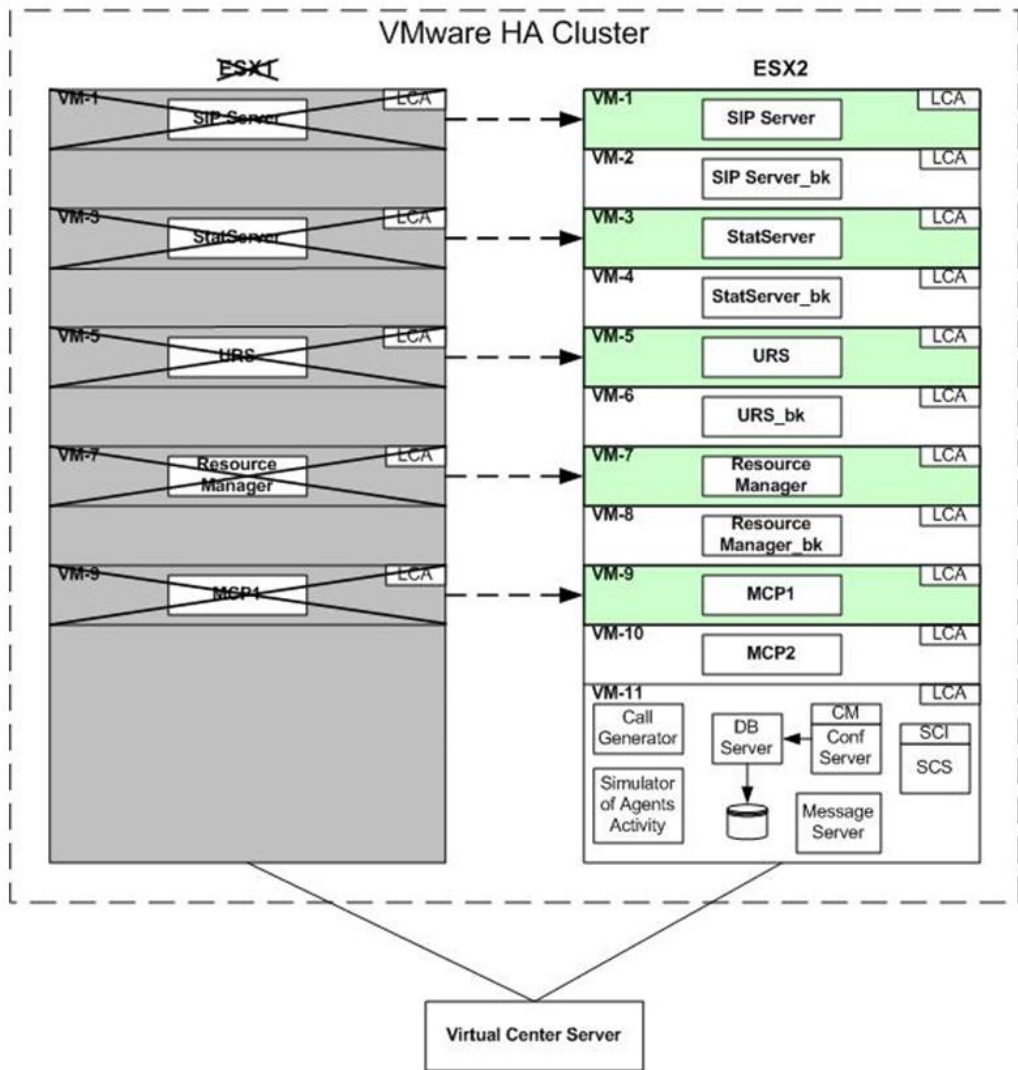 VMware HA Cluster
ESX1
VM-1
LCA
SIP Server
VM-3
LCA
StatServer
VM-5
LCA
URS
VM-7
LCA
Resource
Manager
VM-9
LCA
MCP1
ESX2
VM-1
LCA
SIP Server
VM-2
LCA
SIP Server_bk
VM-3
LCA
StatServer
VM-4
LCA
StatServer_bk
VM-5
LCA
URS
VM-6
LCA
URS_bk
VM-7
LCA
Resource
Manager
VM-8
LCA
Resource
Manager_bk
VM-9
LCA
MCP1
VM-10
LCA
MCP2
VM-11
LCA
Call
Generator
Simulator
of Agents
Activity
DB
Server
CM
Conf
Server
SCI
SCS
Message
Server
Virtual Center Server